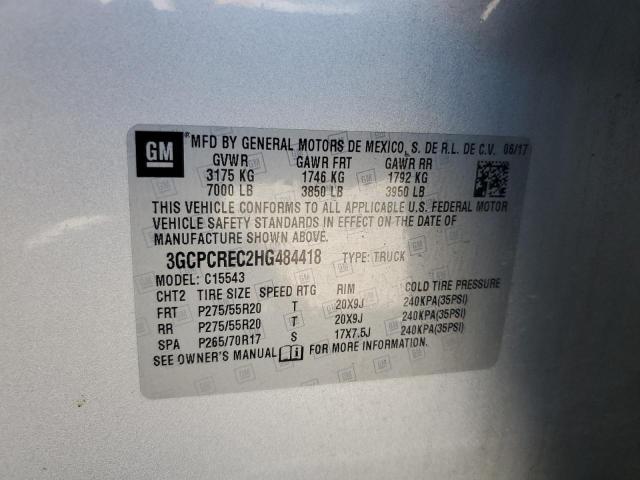 GM MFD BY GENERAL MOTORS DE MEXICO, S. DE R.L. DE C.V. 06/17
GVWR GAWR FRT GAWR RR
3175 KG 1746 KG 1792 KG
7000 LB 3850 LB 3950 LB
THIS VEHICLE CONFORMS TO ALL APPLICABLE U.S. FEDERAL MOTOR
VEHICLE SAFETY STANDARDS IN EFFECT ON THE DATE OF
MANUFACTURE SHOWN ABOVE.
3GCPCREC2HG484418 TYPE: TRUCK
MODEL: C15543
CHT2 TIRE SIZE SPEED RTG RIM COLD TIRE PRESSURE
FRT P275/55R20 T 20X9J 240KPA(35PSI)
RR P275/55R20 T 20X9J 240KPA(35PSI)
SPA P265/70R17 S 17X7.5J 240KPA(35PSI)
SEE OWNER'S MANUAL FOR MORE INFORMATION.